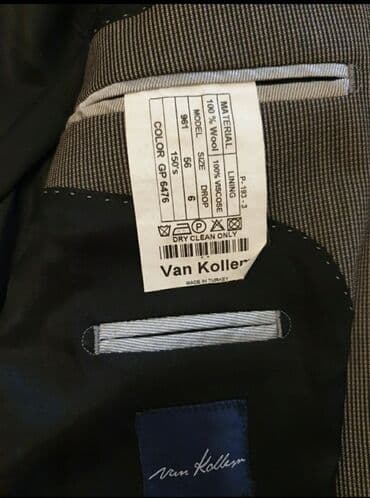 P-193-3
MATERIAL LINING
100 % Wool 100% VISCOSE
MODEL SIZE DROP
961 56 6
150's
COLOR GP 6476
DRY CLEAN ONLY
Van Kollem
MADE IN TURKEY
Van Kollem